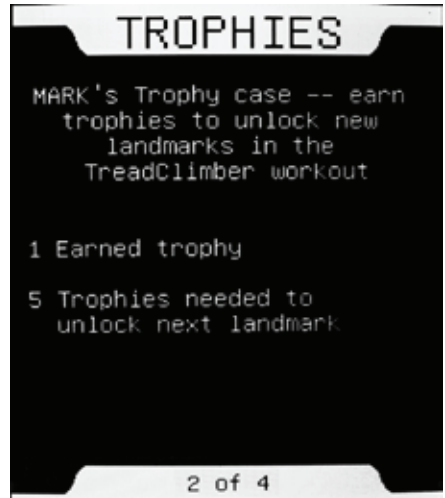 TROPHIES
MARK's Trophy case -- earn
trophies to unlock new
landmarks in the
TreadClimber workout
1 Earned trophy
5 Trophies needed to
unlock next landmark
2 of 4